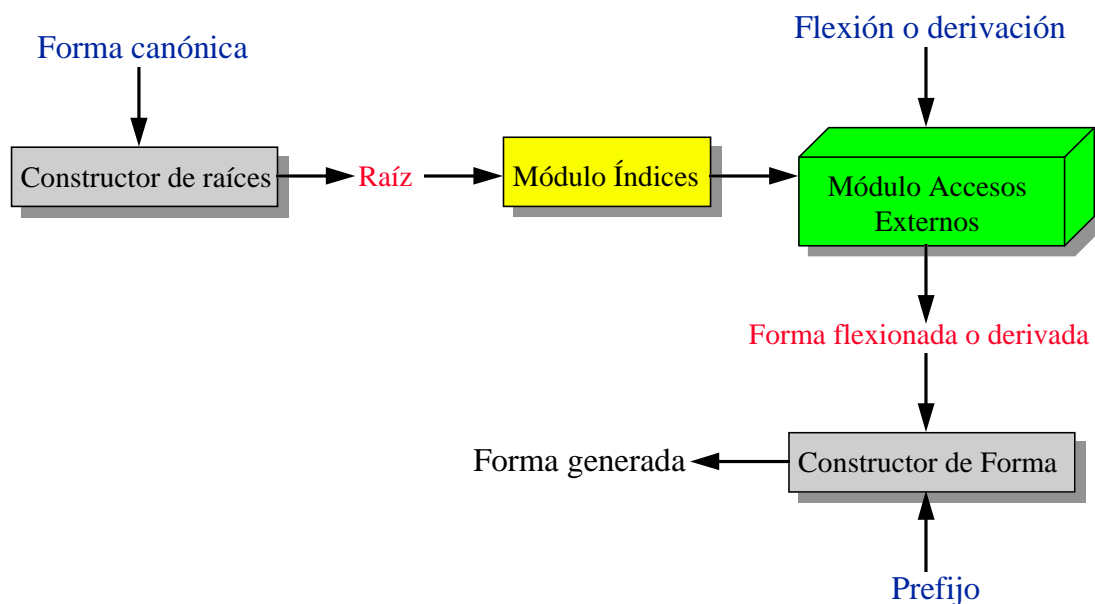 Forma canónica
Flexión o derivación
Constructor de raíces
Raíz
Módulo Índices
Módulo Accesos
Externos
Forma flexionada o derivada
Forma generada
Constructor de Forma
Prefijo